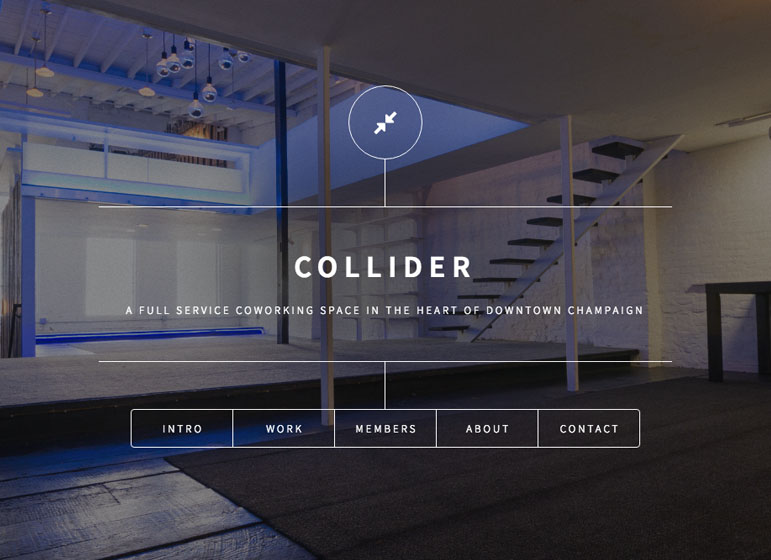 COLLIDER
A FULL SERVICE COWORKING SPACE IN THE HEART OF DOWNTOWN CHAMPAIGN
INTRO
WORK
MEMBERS
ABOUT
CONTACT